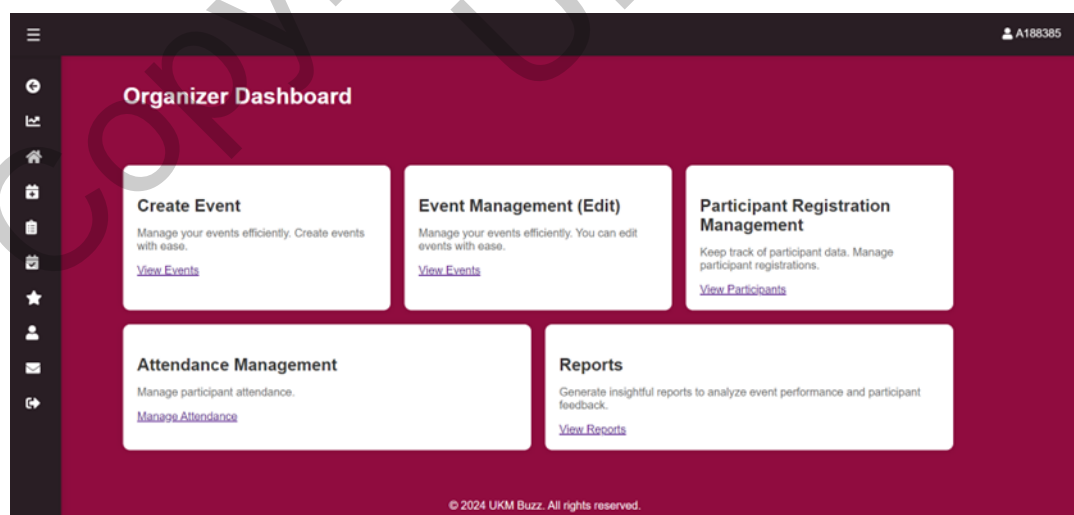 A188385
Organizer Dashboard
Create Event
Manage your events efficiently. Create events
with ease.
View Events
Event Management (Edit)
Manage your events efficiently. You can edit
events with ease.
View Events
Participant Registration
Management
Keep track of participant data. Manage
participant registrations.
View Participants
Attendance Management
Manage participant attendance.
Manage Attendance
Reports
Generate insightful reports to analyze event performance and participant
feedback.
View Reports
© 2024 UKM Buzz. All rights reserved.